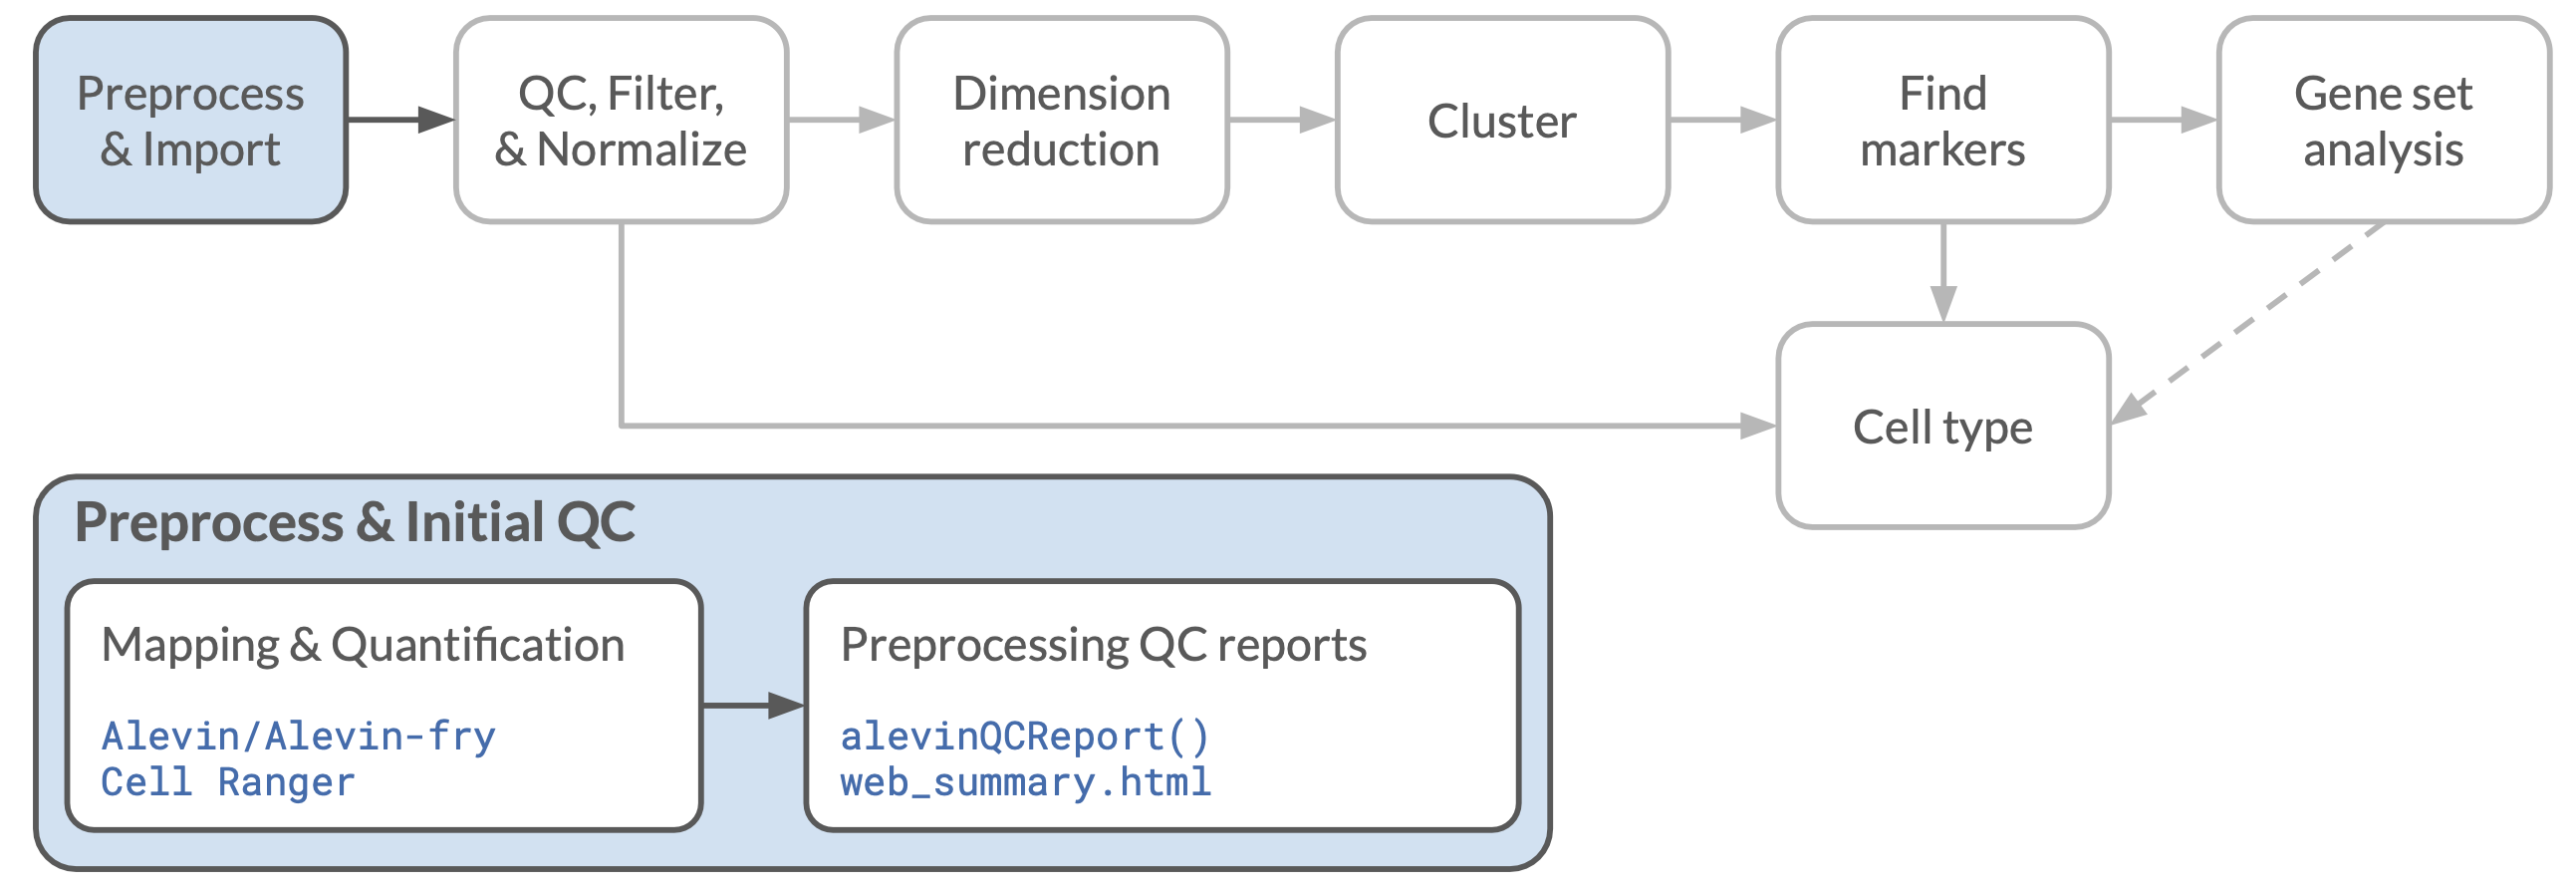 Preprocess
& Import
QC, Filter,
& Normalize
Dimension
reduction
Cluster
Find
markers
Gene set
analysis
Cell type
Preprocess & Initial QC
Mapping & Quantification
Alevin/Alevin-fry
Cell Ranger
Preprocessing QC reports
alevinQCReport()
web_summary.html